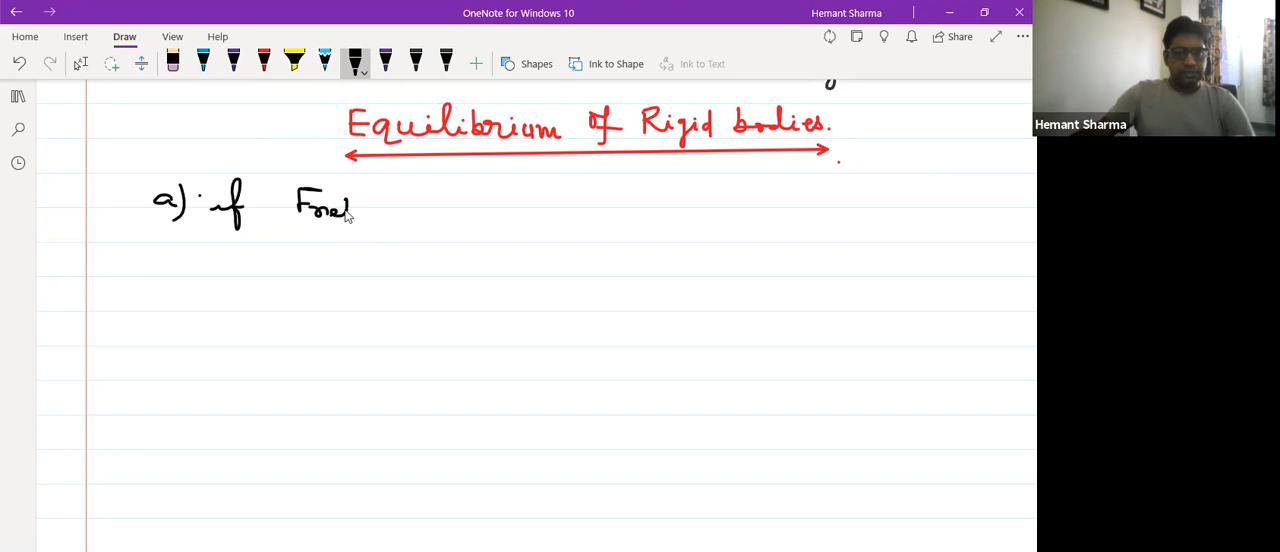 OneNote for Windows 10
Hemant Sharma
Home Insert Draw View Help
Share
Shapes Ink to Shape Ink to Text
Equilibrium of Rigid bodies.
a) if Fne
Hemant Sharma